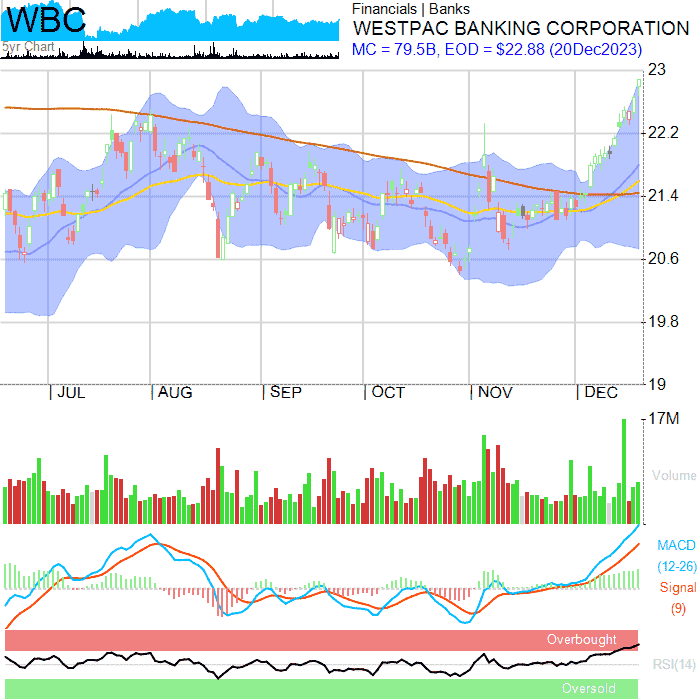 WBC
5yr Chart
Financials | Banks
WESTPAC BANKING CORPORATION
MC = 79.5B, EOD = $22.88 (20Dec2023)
23
22.2
21.4
20.6
19.8
19
| JUL | AUG | SEP | OCT | NOV | DEC
17M
Volume
MACD
(12-26)
Signal
(9)
Overbought
RSI(14)
Oversold